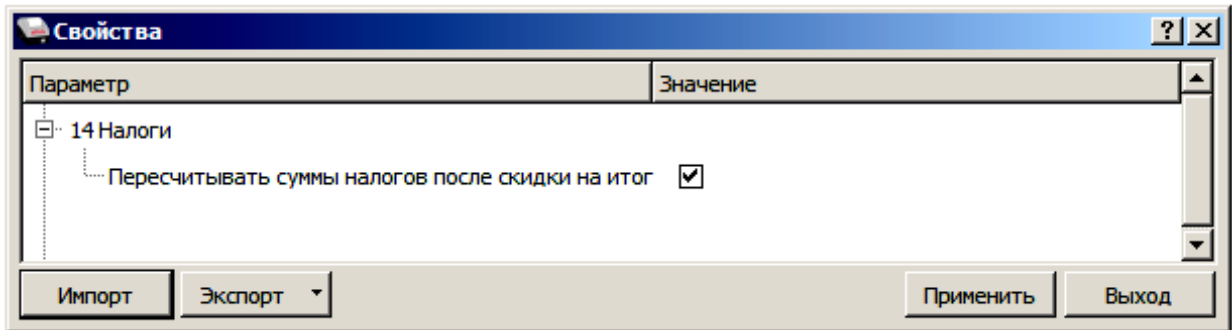 Свойства
Параметр Значение
14 Налоги
Пересчитывать суммы налогов после скидки на итог
Импорт Экспорт Применить Выход